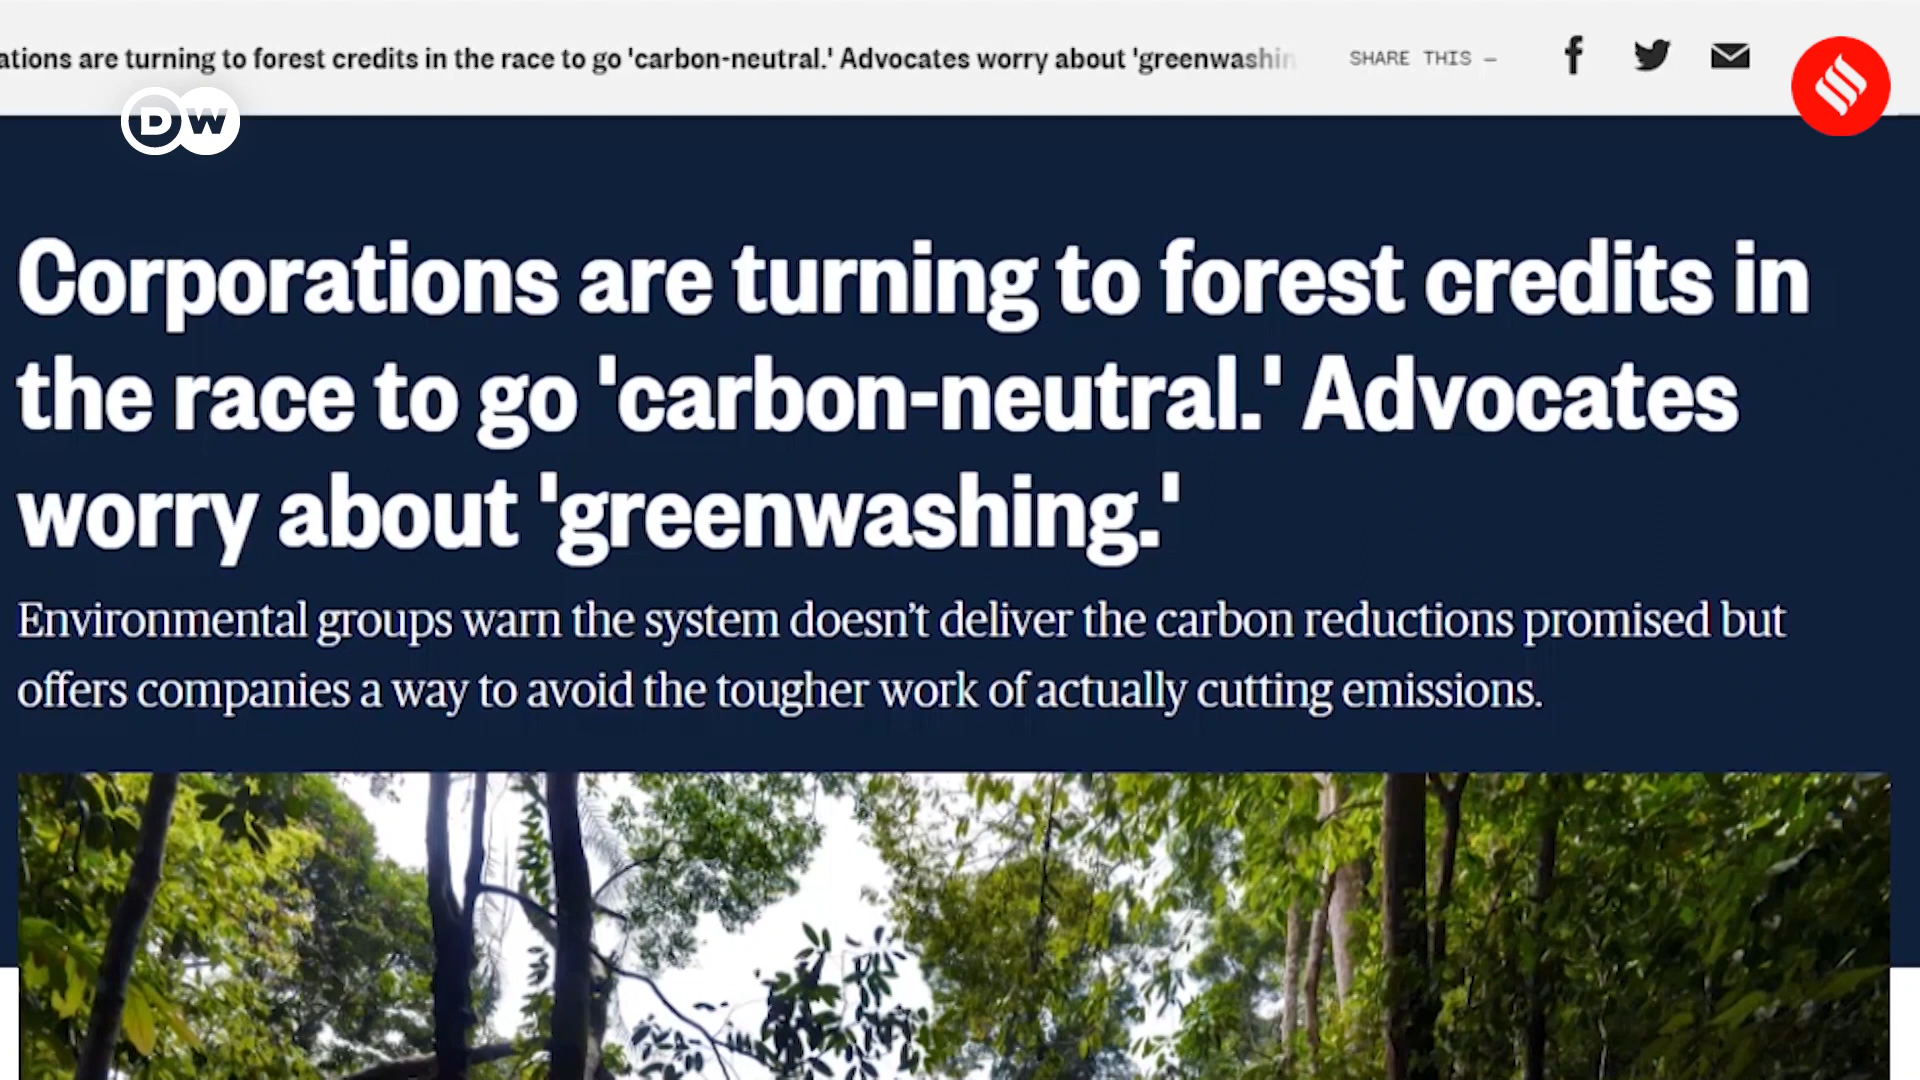 ations are turning to forest credits in the race to go 'carbon-neutral.' Advocates worry about 'greenwashin
SHARE THIS —
DW
Corporations are turning to forest credits in
the race to go 'carbon-neutral.' Advocates
worry about 'greenwashing.'
Environmental groups warn the system doesn’t deliver the carbon reductions promised but
offers companies a way to avoid the tougher work of actually cutting emissions.